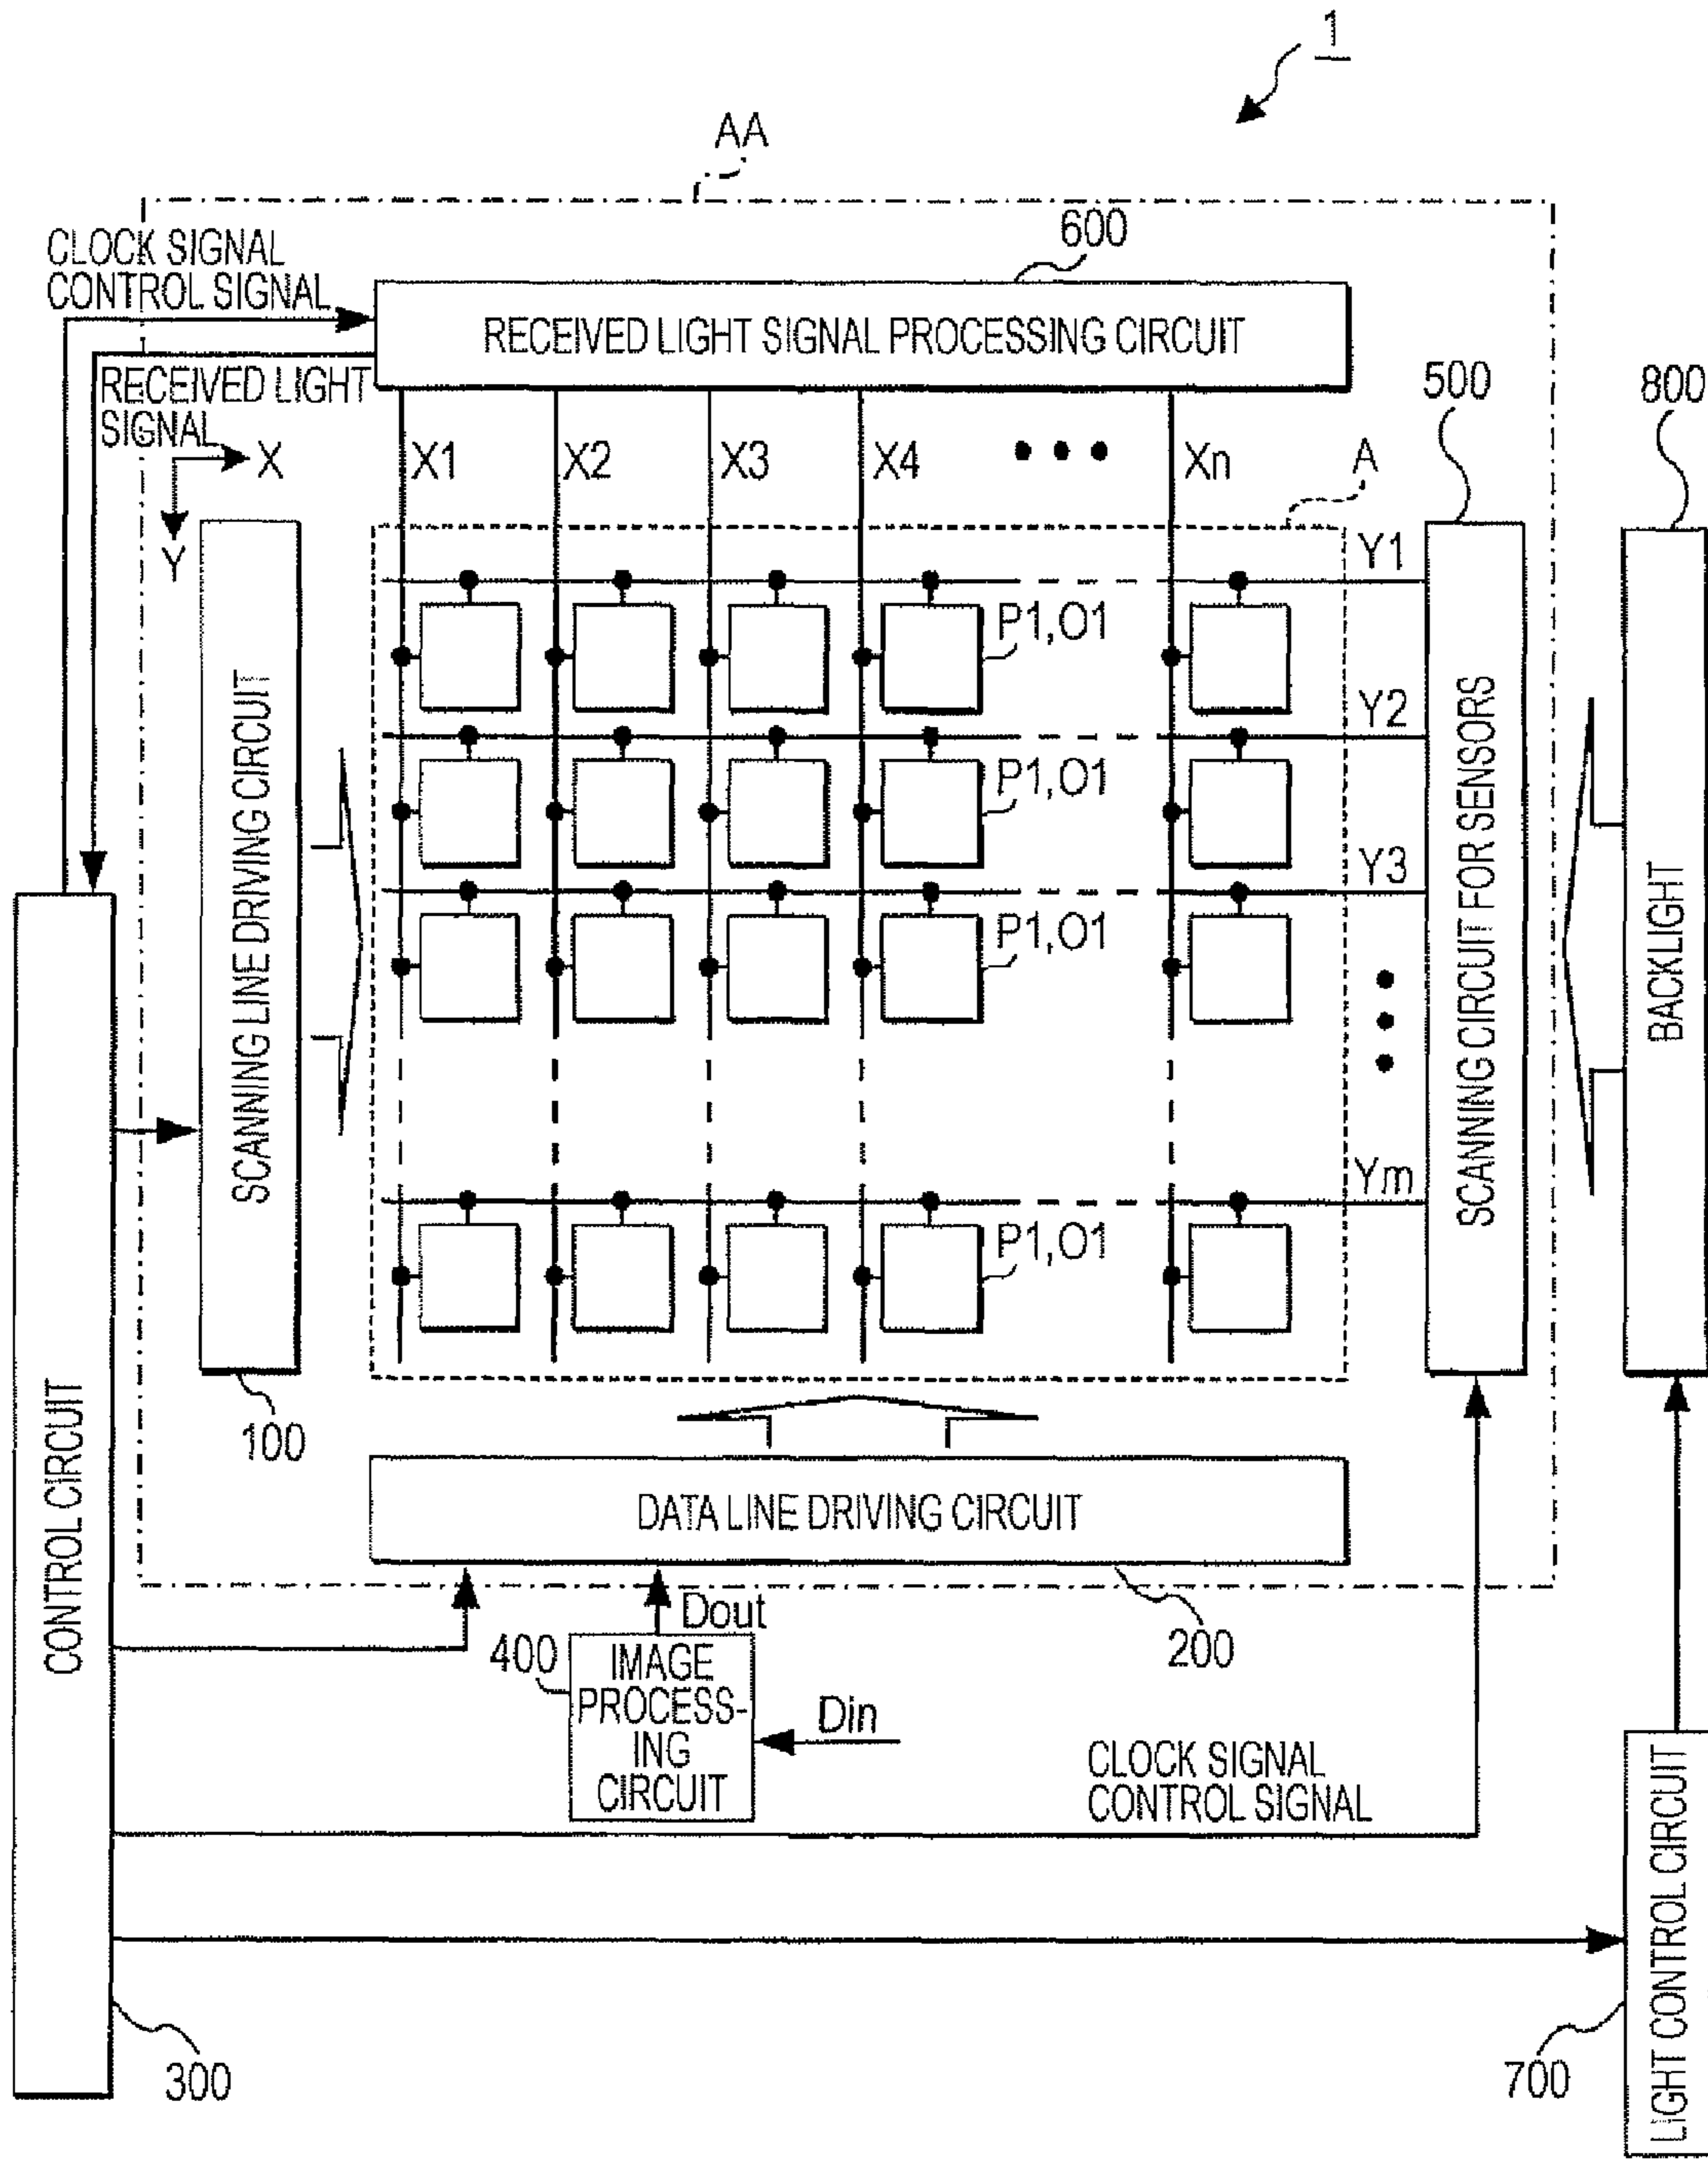 1
AA
600
CLOCK SIGNAL
CONTROL SIGNAL
RECEIVED LIGHT SIGNAL PROCESSING CIRCUIT
RECEIVED LIGHT
SIGNAL
500
800
X
Y
X1
X2
X3
X4
Xn
A
Y1
P1,O1
Y2
P1,O1
Y3
P1,O1
Ym
P1,O1
SCANNING LINE DRIVING CIRCUIT
SCANNING CIRCUIT FOR SENSORS
BACKLIGHT
100
CONTROL CIRCUIT
DATA LINE DRIVING CIRCUIT
Dout
200
400
IMAGE
PROCESS-
ING
CIRCUIT
Din
CLOCK SIGNAL
CONTROL SIGNAL
LIGHT CONTROL CIRCUIT
300
700